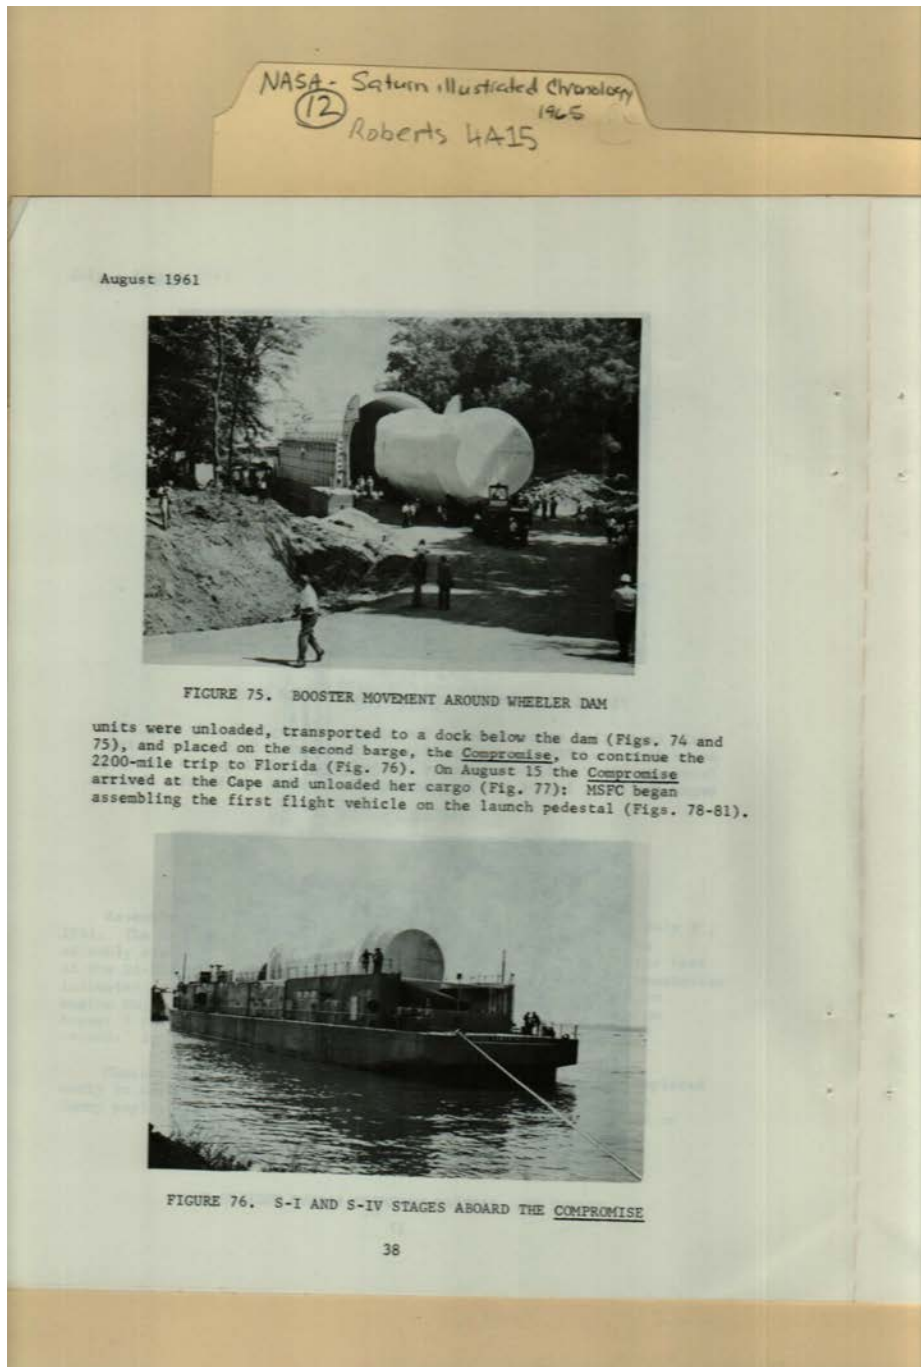 NASA - Saturn illustrated Chronology
12 1965
Roberts 4A15
August 1961
FIGURE 75. BOOSTER MOVEMENT AROUND WHEELER DAM
units were unloaded, transported to a dock below the dam (Figs. 74 and
75), and placed on the second barge, the Compromise, to continue the
2200-mile trip to Florida (Fig. 76). On August 15 the Compromise
arrived at the Cape and unloaded her cargo (Fig. 77): MSFC began
assembling the first flight vehicle on the launch pedestal (Figs. 78-81).
FIGURE 76. S-I AND S-IV STAGES ABOARD THE COMPROMISE
38